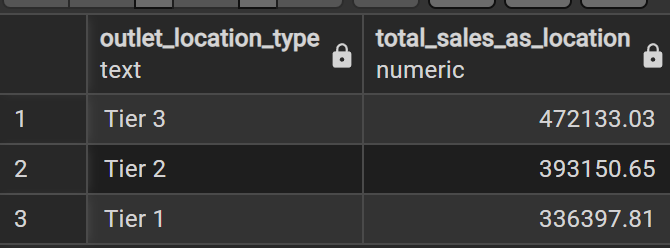 outlet_location_type total_sales_as_location
text numeric
1 Tier 3 472133.03
2 Tier 2 393150.65
3 Tier 1 336397.81